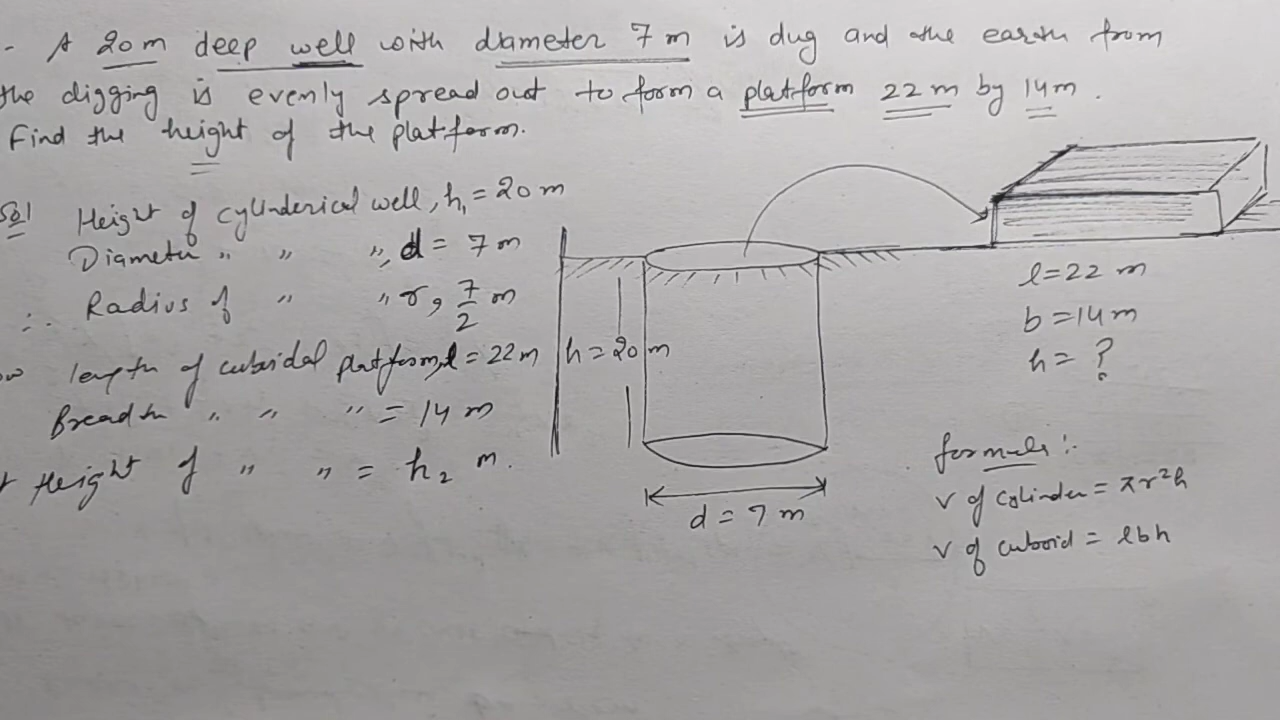 - A 20m deep well with diameter 7 m is dug and the earth from
the digging is evenly spread out to form a platform 22 m by 14m.
Find the height of the platform.
Sol Height of cylinderical well, h₁ = 20 m
Diameter " " ", d = 7 m
∴ Radius of " " r, 7/2 m
length of cuboidal platform, l = 22 m
Breadth " " " = 14 m
Height of " " = h₂ m.
h = 20 m
d = 7 m
l = 22 m
b = 14 m
h = ?
formula :-
V of cylinder = πr²h
V of cuboid = lbh